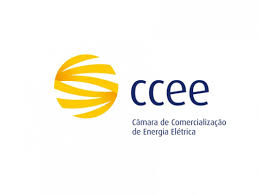 ccee
Câmara de Comercialização
de Energia Elétrica